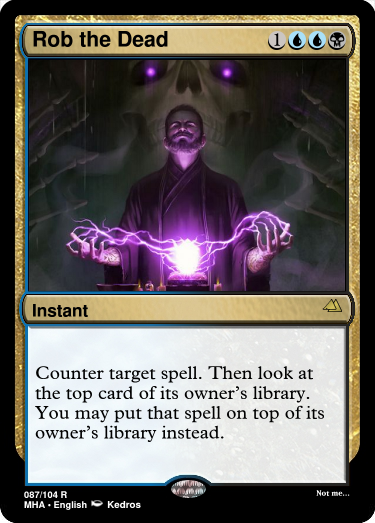 Rob the Dead 1
Instant
Counter target spell. Then look at
the top card of its owner's library.
You may put that spell on top of its
owner's library instead.
087/104 R
Not me...
MHA • English Kedros